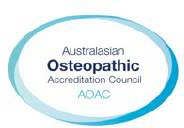 Australasian
Osteopathic
Accreditation Council
AOAC